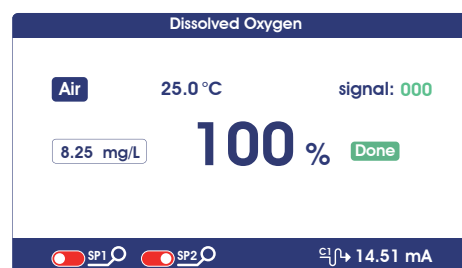 Dissolved Oxygen
Air 25.0 °C signal: 000
8.25 mg/L 100 % Done
SP1 SP2 14.51 mA